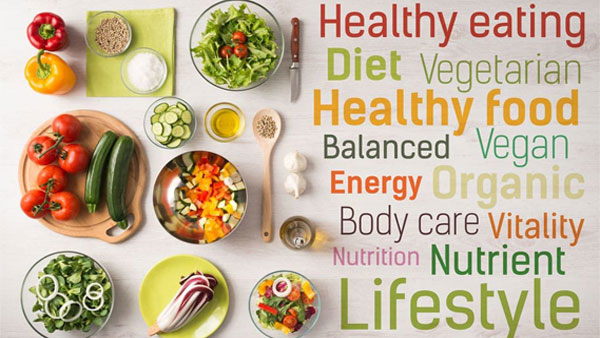 Healthy eating
Diet Vegetarian
Healthy food
Balanced Vegan
Energy Organic
Body care Vitality
Nutrition Nutrient
Lifestyle